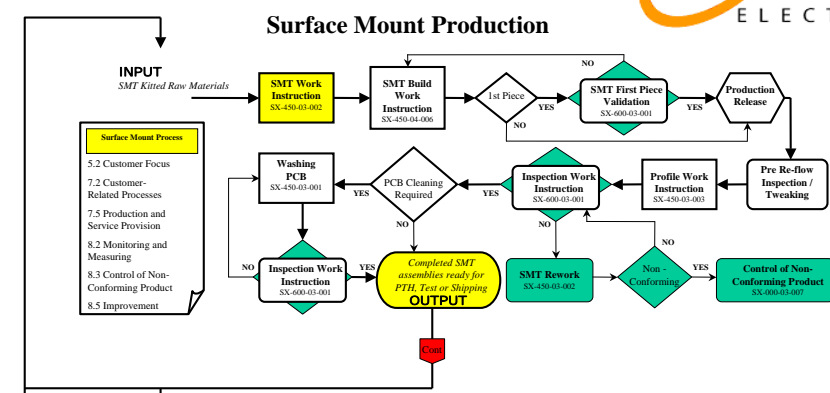 Surface Mount Production
E L E C T
INPUT
SMT Kitted Raw Materials
SMT Work
Instruction
SX-450-03-002
SMT Build
Work
Instruction
SX-450-04-006
1st Piece
YES
NO
NO
SMT First Piece
Validation
SX-600-03-001
YES
Production
Release
Surface Mount Process
5.2 Customer Focus
7.2 Customer-
Related Processes
7.5 Production and
Service Provision
8.2 Monitoring and
Measuring
8.3 Control of Non-
Conforming Product
8.5 Improvement
Washing
PCB
SX-450-03-001
YES
PCB Cleaning
Required
NO
YES
Inspection Work
Instruction
SX-600-03-001
NO
Profile Work
Instruction
SX-450-03-003
Pre Re-flow
Inspection /
Tweaking
NO
Inspection Work
Instruction
SX-600-03-001
YES
Completed SMT
assemblies ready for
PTH, Test or Shipping
OUTPUT
SMT Rework
SX-450-03-002
NO
Non -
Conforming
YES
Control of Non-
Conforming Product
SX-000-03-007
Cont